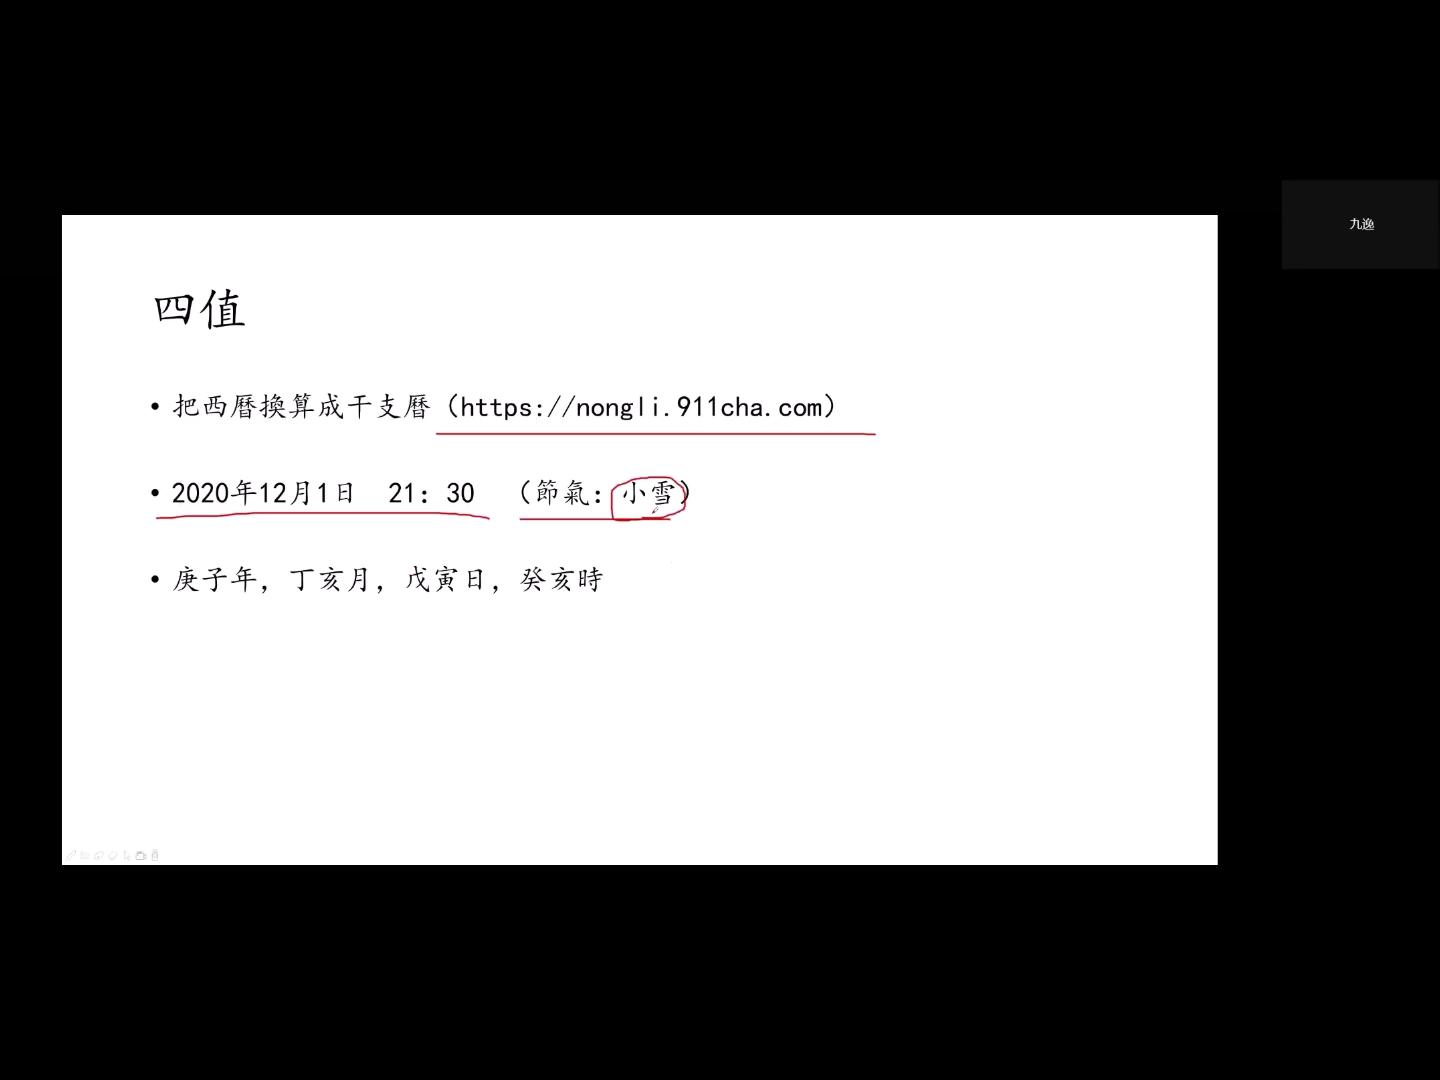 九逸
四值
• 把西曆換算成干支曆（https://nongli.911cha.com）
• 2020年12月1日 21：30 （節氣：小雪）
• 庚子年，丁亥月，戊寅日，癸亥時